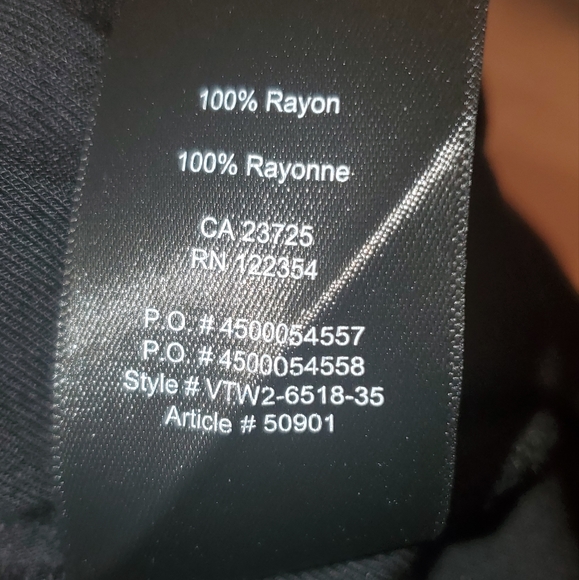 100% Rayon
100% Rayonne
CA 23725
RN 122354
P.O. # 4500054557
P.O. # 4500054558
Style # VTW2-6518-35
Article # 50901